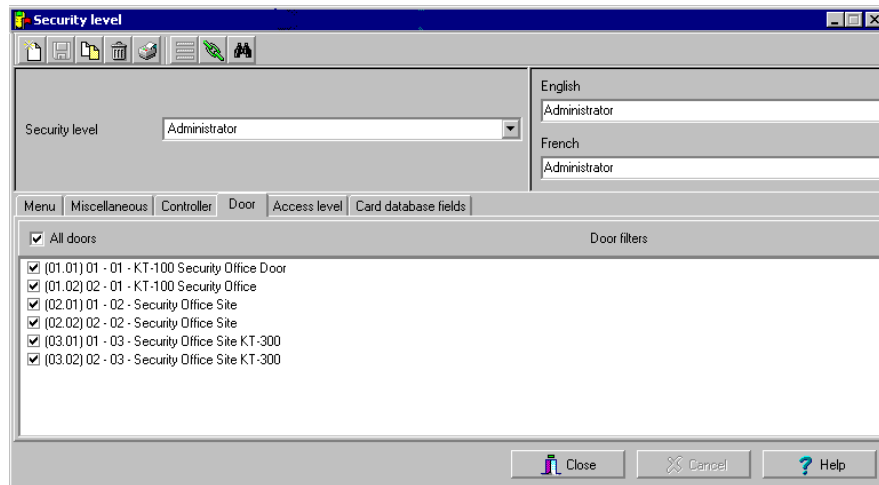 Security level
English
Administrator
Security level
Administrator
French
Administrator
Menu Miscellaneous Controller Door Access level Card database fields
All doors Door filters
(01.01) 01 - 01 - KT-100 Security Office Door
(01.02) 02 - 01 - KT-100 Security Office
(02.01) 01 - 02 - Security Office Site
(02.02) 02 - 02 - Security Office Site
(03.01) 01 - 03 - Security Office Site KT-300
(03.02) 02 - 03 - Security Office Site KT-300
Close Cancel Help